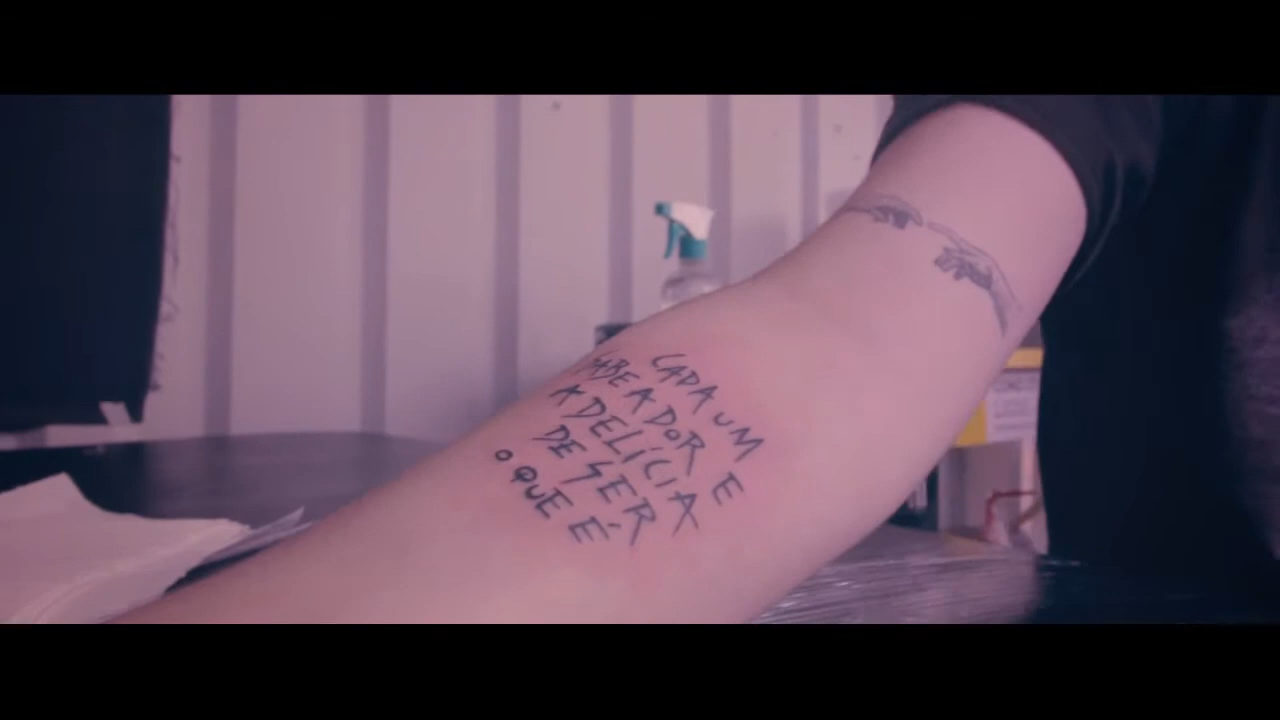 CADA UM
SABE A DOR E
A DELÍCIA
DE SER
O QUE É